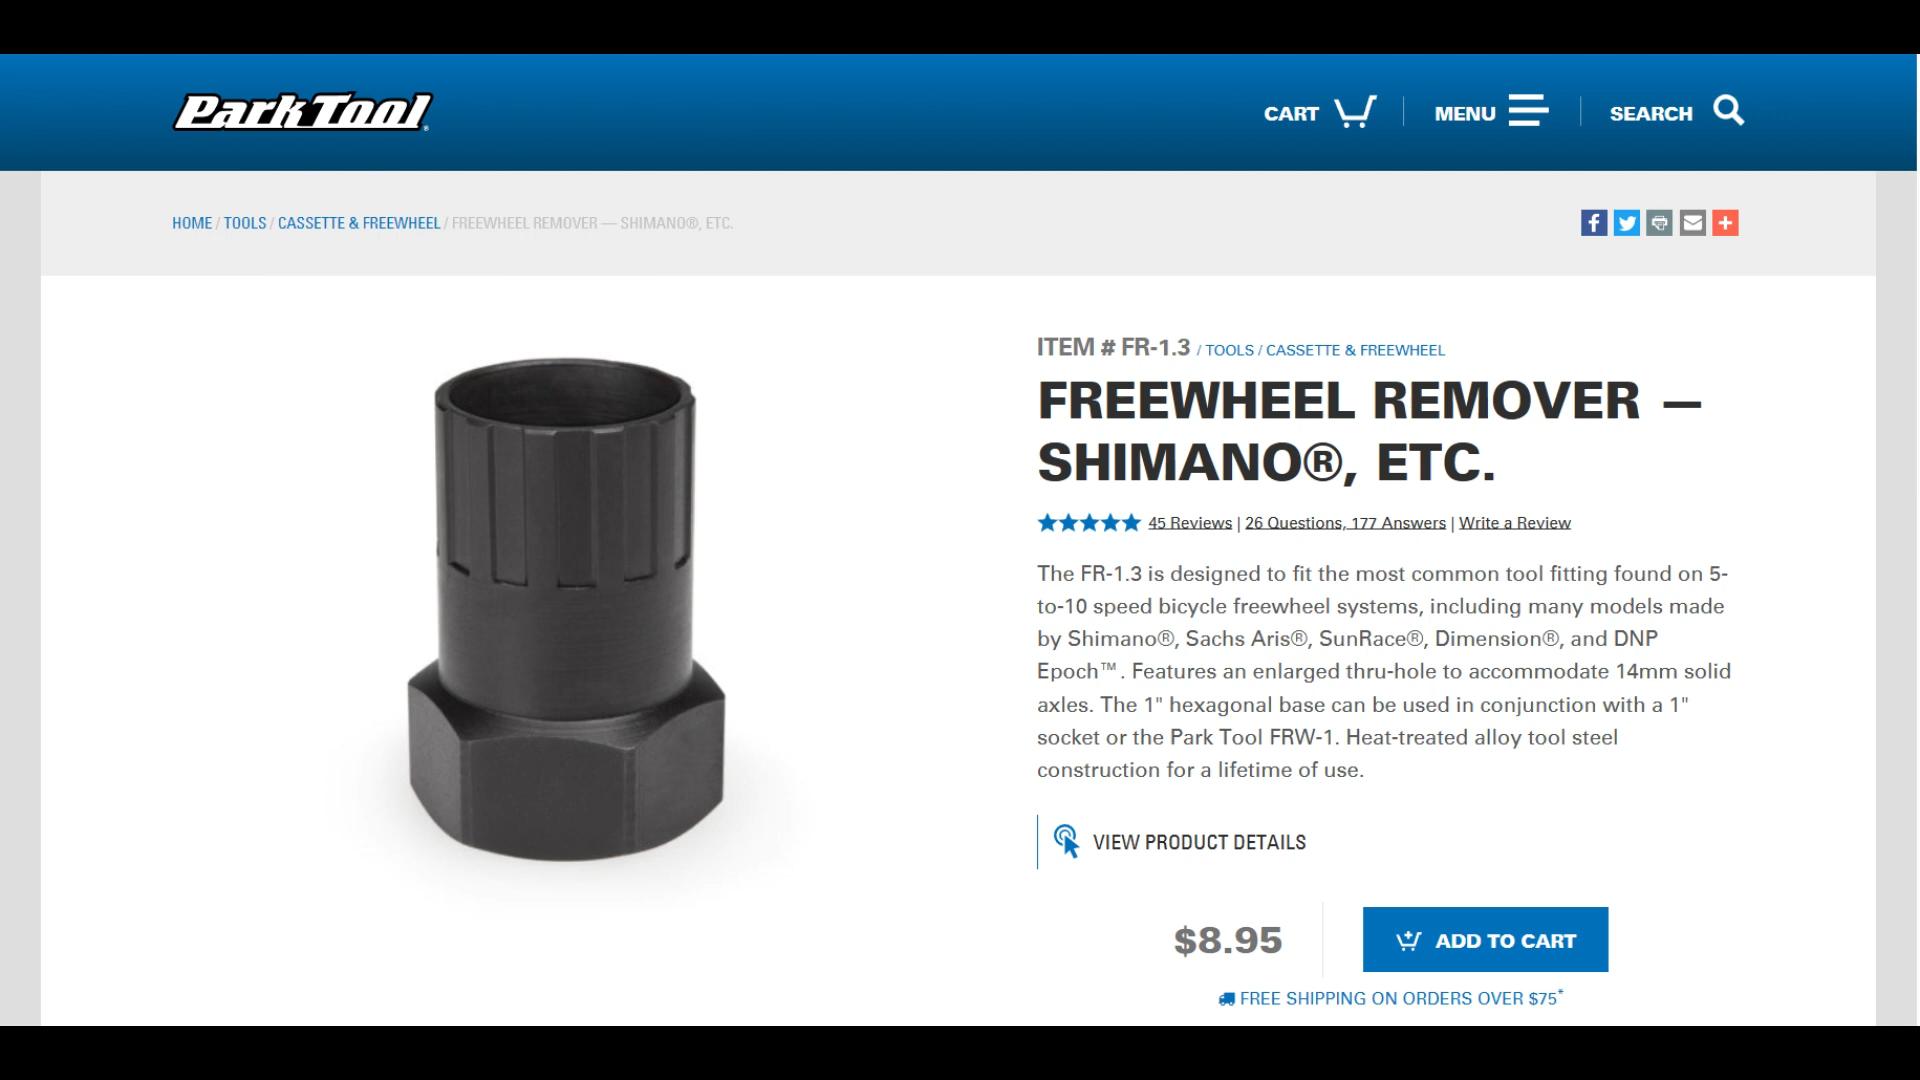 Park Tool®
CART
MENU
SEARCH
HOME / TOOLS / CASSETTE & FREEWHEEL / FREEWHEEL REMOVER — SHIMANO®, ETC.
ITEM # FR-1.3 / TOOLS / CASSETTE & FREEWHEEL
FREEWHEEL REMOVER —
SHIMANO®, ETC.
45 Reviews | 26 Questions, 177 Answers | Write a Review
The FR-1.3 is designed to fit the most common tool fitting found on 5-
to-10 speed bicycle freewheel systems, including many models made
by Shimano®, Sachs Aris®, SunRace®, Dimension®, and DNP
Epoch™. Features an enlarged thru-hole to accommodate 14mm solid
axles. The 1" hexagonal base can be used in conjunction with a 1"
socket or the Park Tool FRW-1. Heat-treated alloy tool steel
construction for a lifetime of use.
VIEW PRODUCT DETAILS
$8.95
ADD TO CART
FREE SHIPPING ON ORDERS OVER $75*